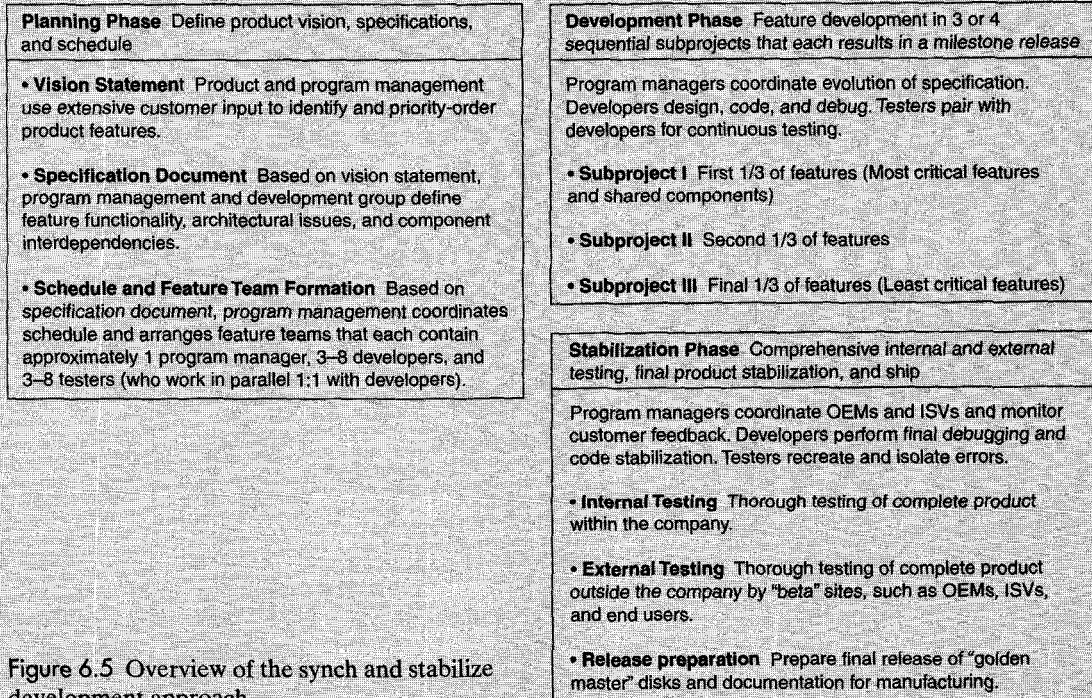 Planning Phase Define product vision, specifications,
and schedule
• Vision Statement Product and program management
use extensive customer input to identify and priority-order
product features.
• Specification Document Based on vision statement,
program management and development group define
feature functionality, architectural issues, and component
interdependencies.
• Schedule and Feature Team Formation Based on
specification document, program management coordinates
schedule and arranges feature teams that each contain
approximately 1 program manager, 3–8 developers, and
3–8 testers (who work in parallel 1:1 with developers).
Development Phase Feature development in 3 or 4
sequential subprojects that each results in a milestone release
Program managers coordinate evolution of specification.
Developers design, code, and debug. Testers pair with
developers for continuous testing.
• Subproject I First 1/3 of features (Most critical features
and shared components)
• Subproject II Second 1/3 of features
• Subproject III Final 1/3 of features (Least critical features)
Stabilization Phase Comprehensive internal and external
testing, final product stabilization, and ship
Program managers coordinate OEMs and ISVs and monitor
customer feedback. Developers perform final debugging and
code stabilization. Testers recreate and isolate errors.
• Internal Testing Thorough testing of complete product
within the company.
• External Testing Thorough testing of complete product
outside the company by "beta" sites, such as OEMs, ISVs,
and end users.
• Release preparation Prepare final release of "golden
master" disks and documentation for manufacturing.
Figure 6.5 Overview of the synch and stabilize
development approach